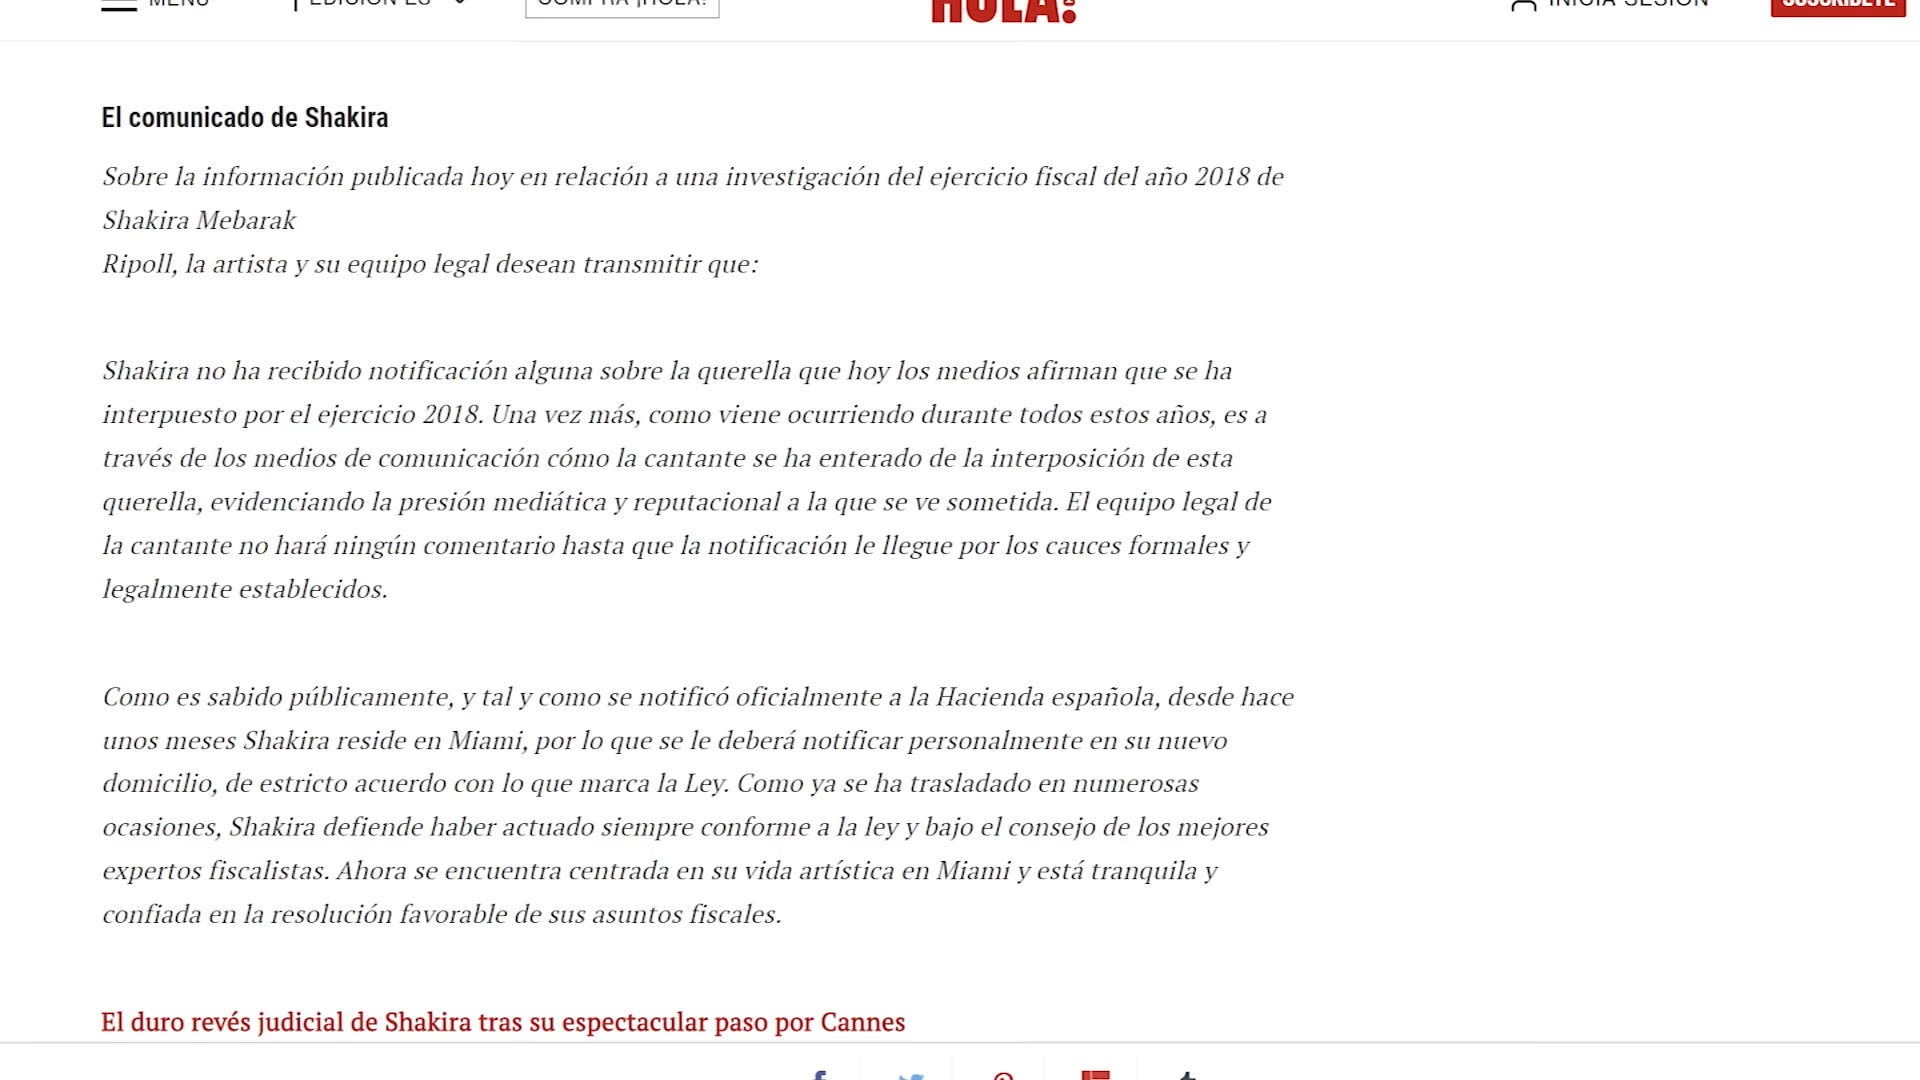 MENÚ
EDICIÓN ES
COMPRA ¡HOLA!
¡HOLA!
INICIA SESIÓN
SUSCRÍBETE
El comunicado de Shakira
Sobre la información publicada hoy en relación a una investigación del ejercicio fiscal del año 2018 de
Shakira Mebarak
Ripoll, la artista y su equipo legal desean transmitir que:
Shakira no ha recibido notificación alguna sobre la querella que hoy los medios afirman que se ha
interpuesto por el ejercicio 2018. Una vez más, como viene ocurriendo durante todos estos años, es a
través de los medios de comunicación cómo la cantante se ha enterado de la interposición de esta
querella, evidenciando la presión mediática y reputacional a la que se ve sometida. El equipo legal de
la cantante no hará ningún comentario hasta que la notificación le llegue por los cauces formales y
legalmente establecidos.
Como es sabido públicamente, y tal y como se notificó oficialmente a la Hacienda española, desde hace
unos meses Shakira reside en Miami, por lo que se le deberá notificar personalmente en su nuevo
domicilio, de estricto acuerdo con lo que marca la Ley. Como ya se ha trasladado en numerosas
ocasiones, Shakira defiende haber actuado siempre conforme a la ley y bajo el consejo de los mejores
expertos fiscalistas. Ahora se encuentra centrada en su vida artística en Miami y está tranquila y
confiada en la resolución favorable de sus asuntos fiscales.
El duro revés judicial de Shakira tras su espectacular paso por Cannes